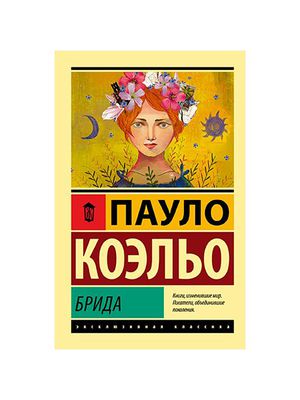 ПАУЛО
КОЭЛЬО
БРИДА
Книги, изменившие мир.
Писатели, объединившие
поколения.
ЭКСКЛЮЗИВНАЯ КЛАССИКА